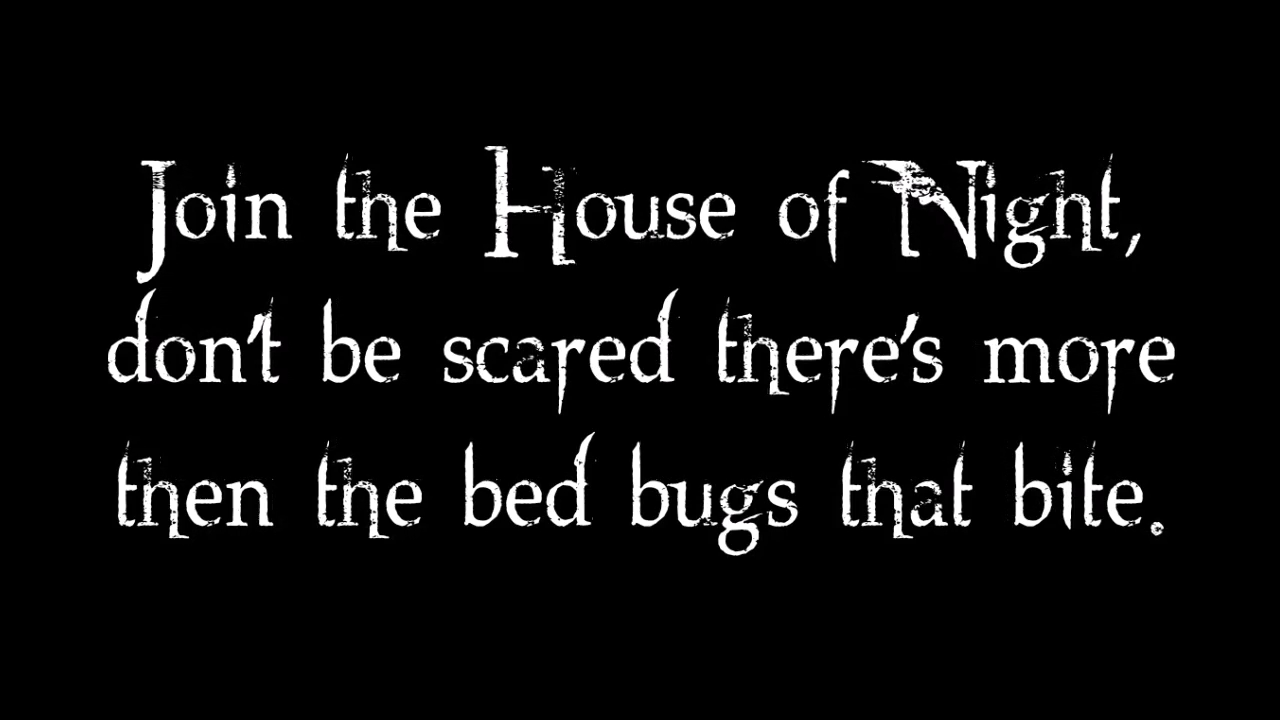 Join the House of Night,
don't be scared there's more
then the bed bugs that bite.